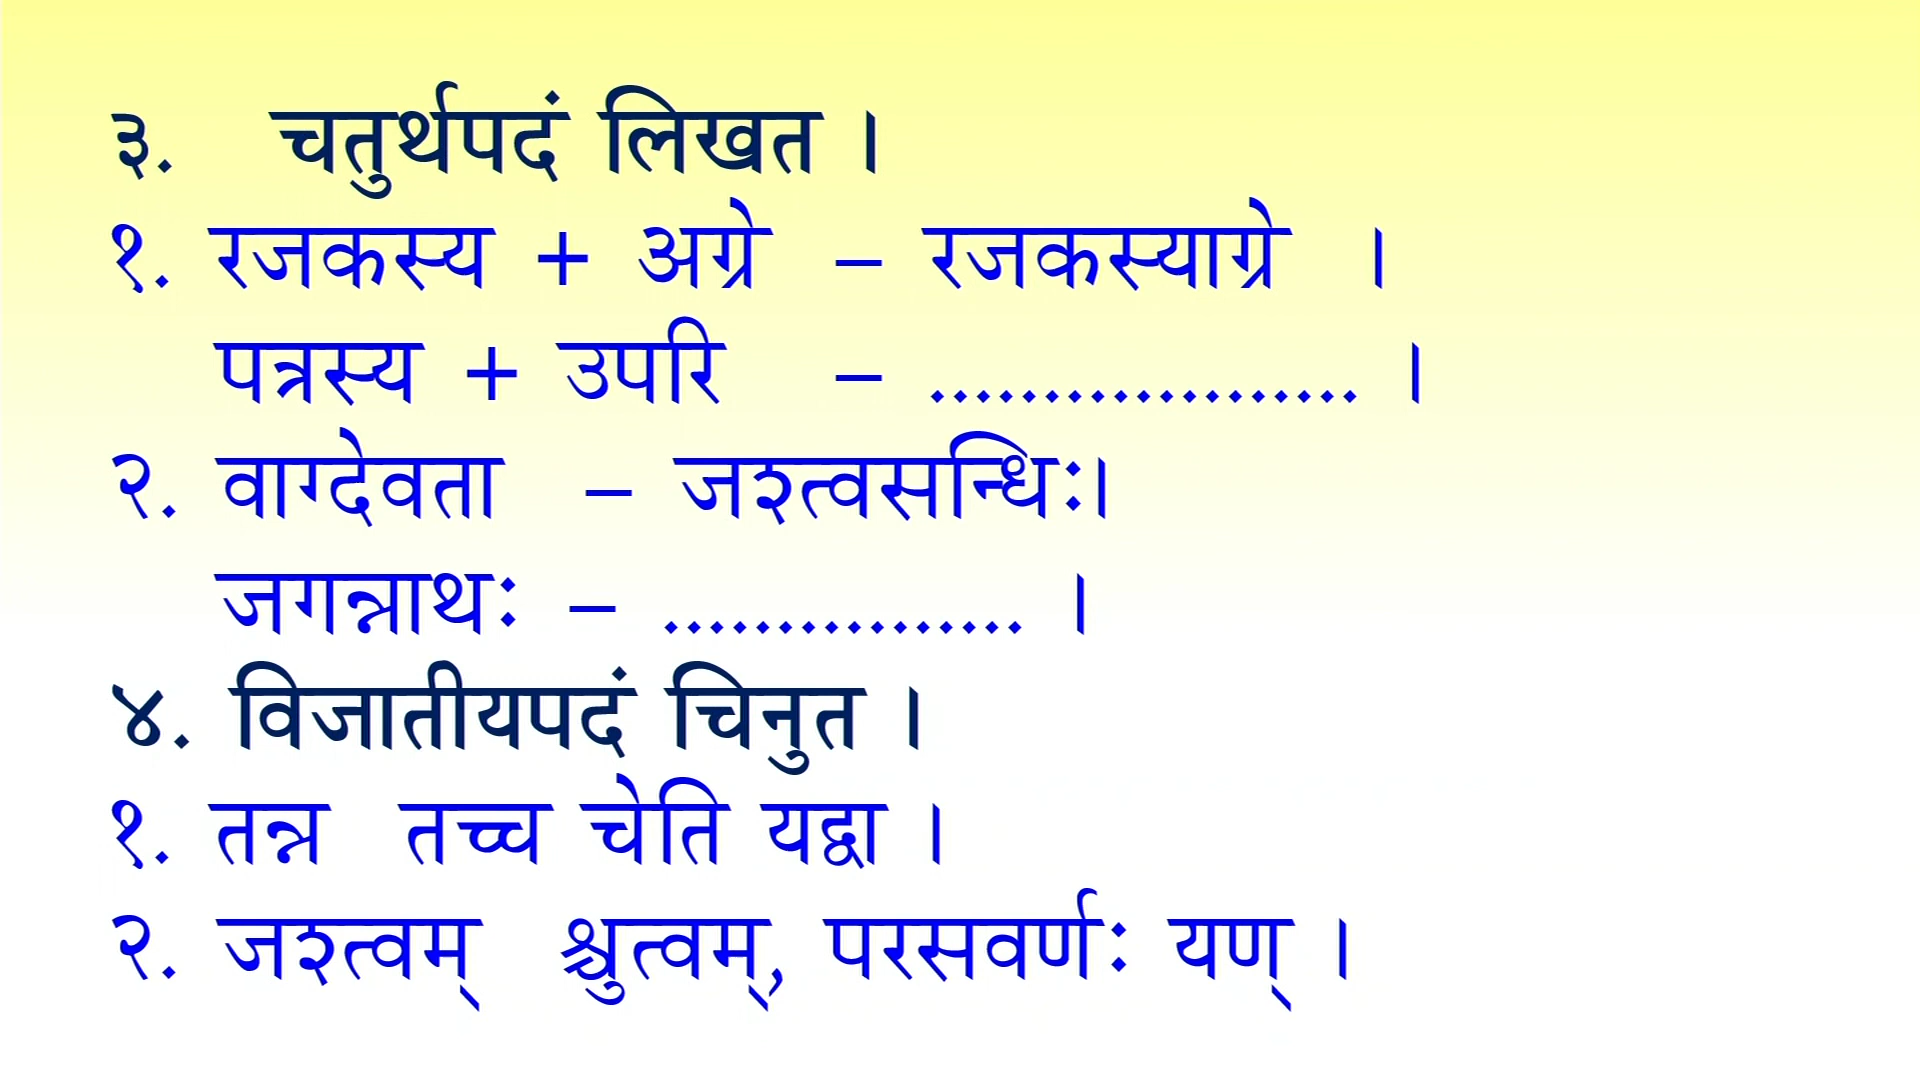 ३. चतुर्थपदं लिखत ।
१. रजकस्य + अग्रे – रजकस्याग्रे ।
पत्रस्य + उपरि – ................... ।
२. वाग्देवता – जश्त्वसन्धिः।
जगन्नाथः – ................ ।
४. विजातीयपदं चिनुत ।
१. तन्न तच्च चेति यद्वा ।
२. जश्त्वम् श्चुत्वम्, परसवर्णः यण् ।